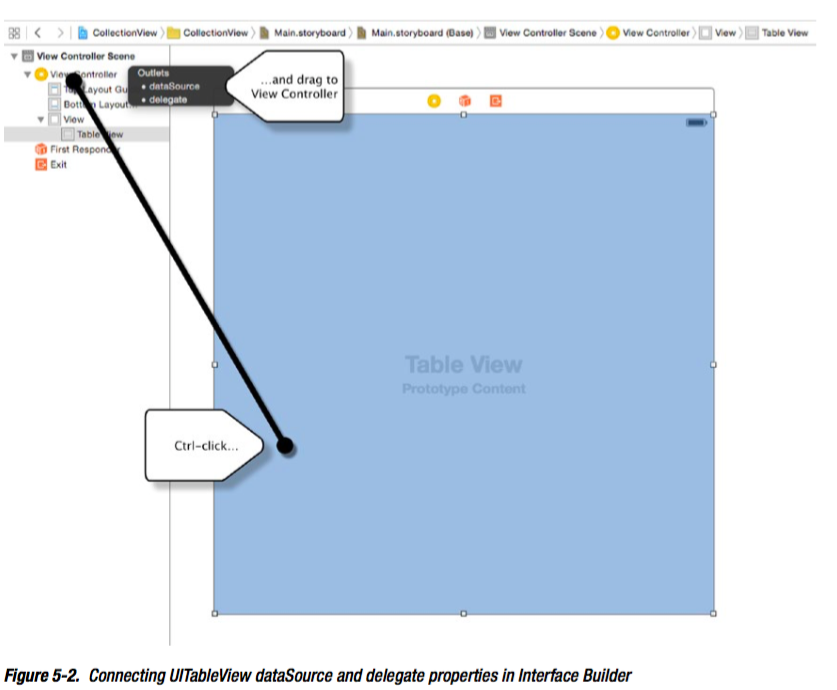 CollectionView CollectionView Main.storyboard Main.storyboard (Base) View Controller Scene View Controller View Table View
View Controller Scene
View Controller
Outlets
dataSource
delegate
...and drag to
View Controller
Layout
Bottom Layout...
View
Table View
First Responder
Exit
Table View
Prototype Content
Ctrl-click...
Figure 5-2. Connecting UITableView dataSource and delegate properties in Interface Builder